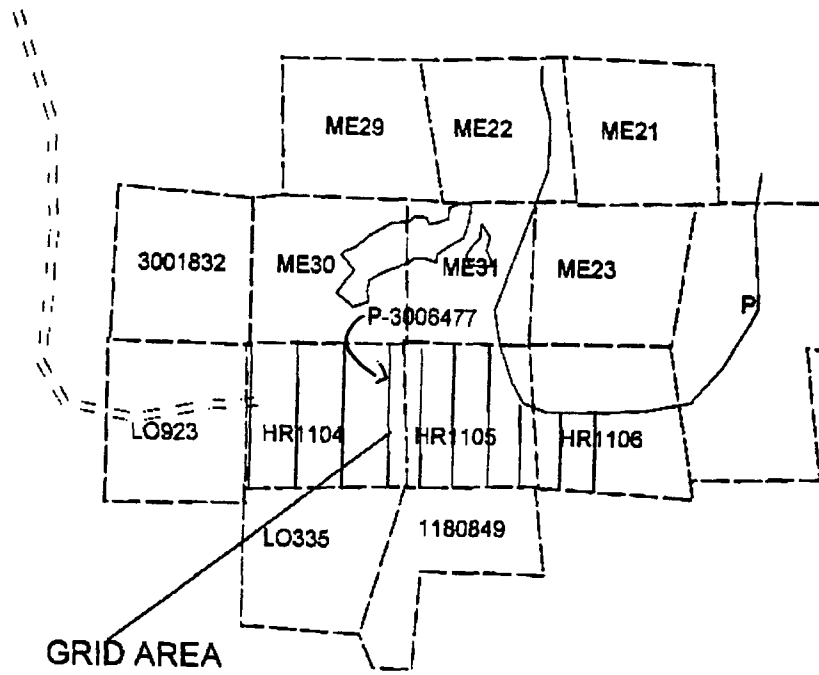 ME29
ME22
ME21
3001832
ME30
ME31
ME23
P-3006477
P
LO923
HR1104
HR1105
HR1106
LO335
1180849
GRID AREA